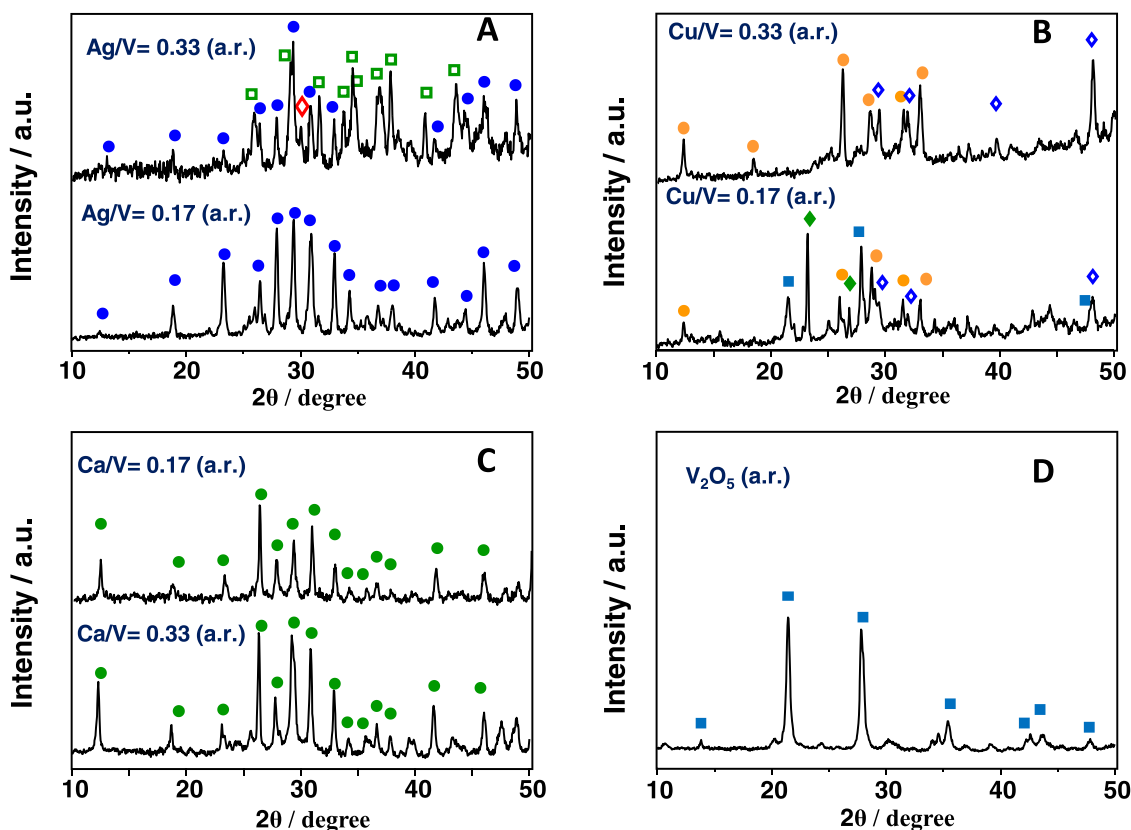 A
Ag/V= 0.33 (a.r.)
Ag/V= 0.17 (a.r.)
Intensity / a.u.
10 20 30 40 50
2θ / degree
B
Cu/V= 0.33 (a.r.)
Cu/V= 0.17 (a.r.)
Intensity / a.u.
10 20 30 40 50
2θ / degree
C
Ca/V= 0.17 (a.r.)
Ca/V= 0.33 (a.r.)
Intensity / a.u.
10 20 30 40 50
2θ / degree
D
V₂O₅ (a.r.)
Intensity / a.u.
10 20 30 40 50
2θ / degree